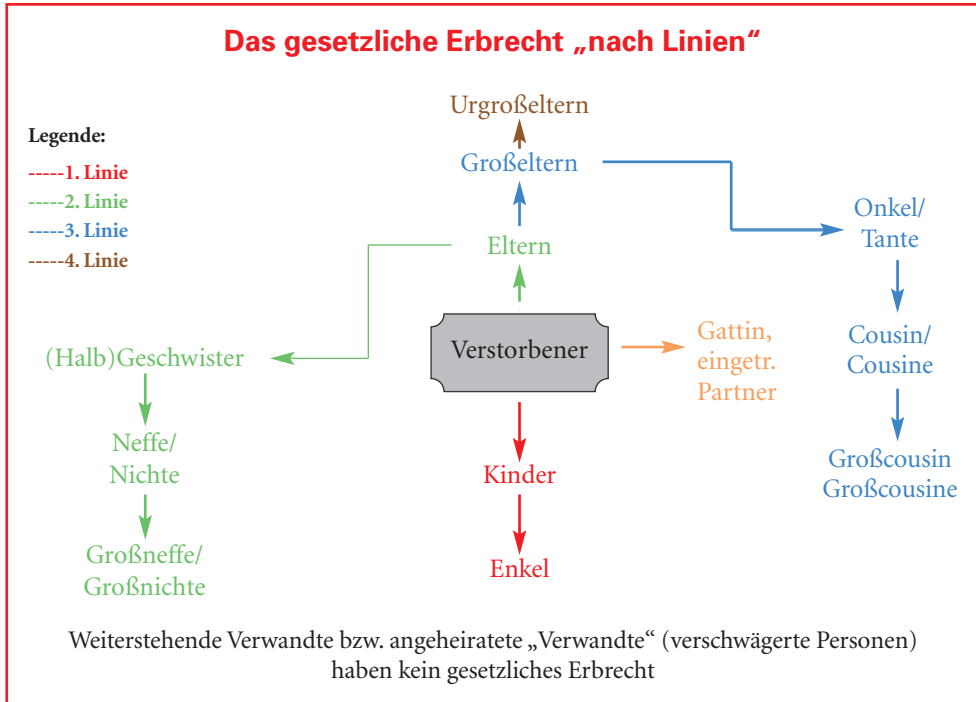 Das gesetzliche Erbrecht „nach Linien“
Legende:
-----1. Linie
-----2. Linie
-----3. Linie
-----4. Linie
Urgroßeltern
Großeltern
Eltern
Verstorbener
Gattin,
eingetr.
Partner
Onkel/
Tante
Cousin/
Cousine
Großcousin
Großcousine
(Halb)Geschwister
Neffe/
Nichte
Großneffe/
Großnichte
Kinder
Enkel
Weiterstehende Verwandte bzw. angeheiratete „Verwandte“ (verschwägerte Personen)
haben kein gesetzliches Erbrecht